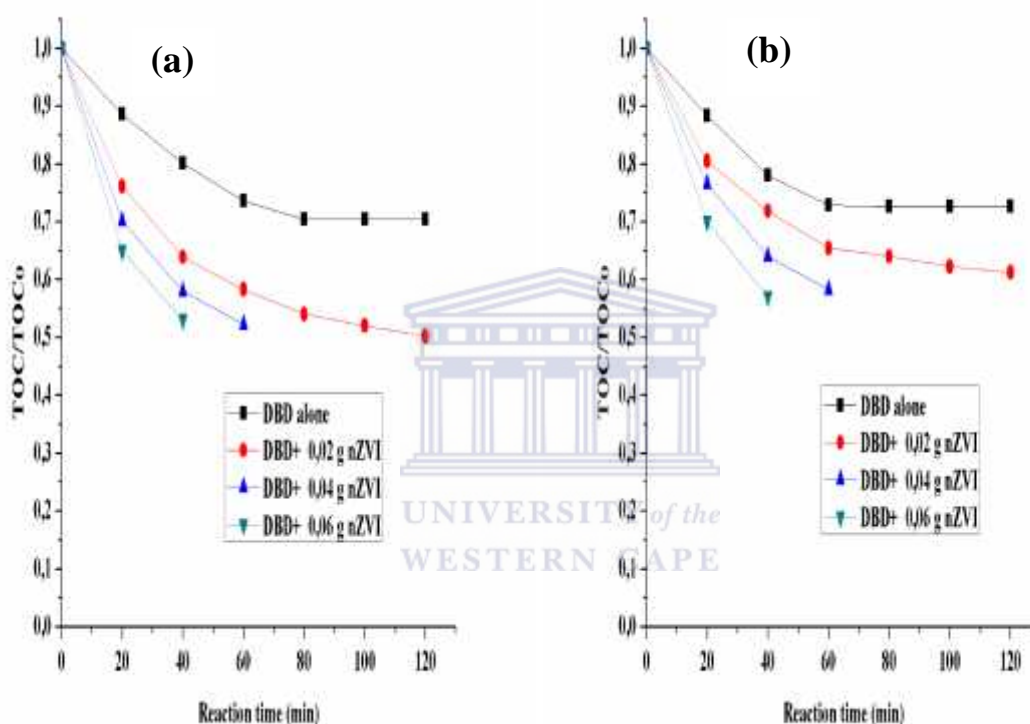 (a)
1,0
0,9
0,8
0,7
0,6
0,5
0,4
0,3
0,2
0,1
0,0
TOC/TOCo
DBD alone
DBD+ 0,02 g nZVI
DBD+ 0,04 g nZVI
DBD+ 0,06 g nZVI
0 20 40 60 80 100 120
Reaction time (min)
(b)
1,0
0,9
0,8
0,7
0,6
0,5
0,4
0,3
0,2
0,1
0,0
TOC/TOCo
DBD alone
DBD+ 0,02 g nZVI
DBD+ 0,04 g nZVI
DBD+ 0,06 g nZVI
0 20 40 60 80 100 120
Reaction time (min)
UNIVERSITY of the
WESTERN CAPE